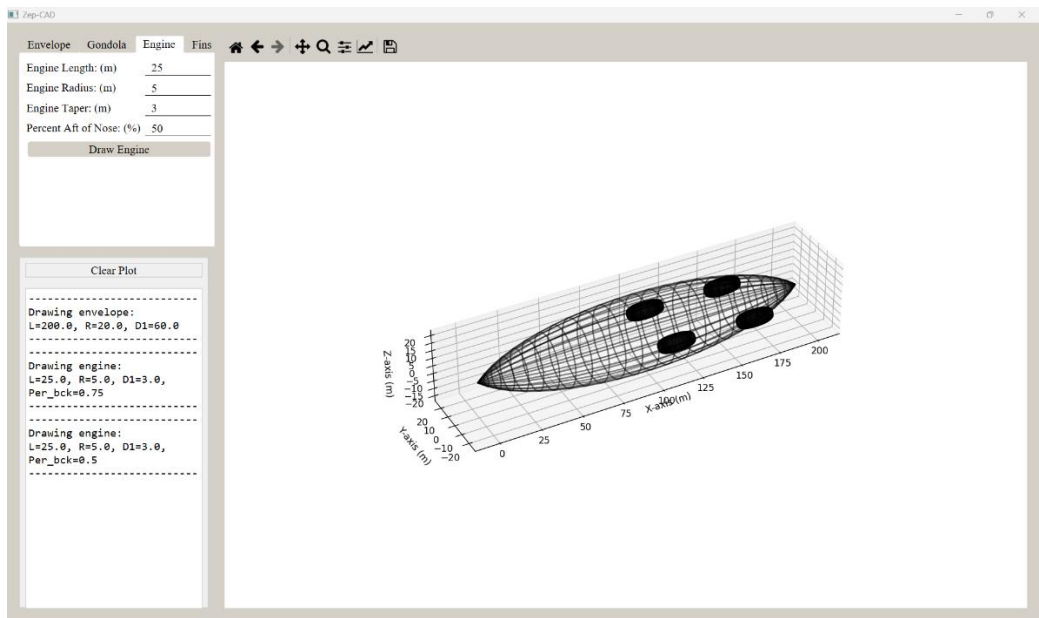 Zep-CAD
Envelope Gondola Engine Fins
Engine Length: (m) 25
Engine Radius: (m) 5
Engine Taper: (m) 3
Percent Aft of Nose: (%) 50
Draw Engine
Clear Plot
------------------------------
Drawing envelope:
L=200.0, R=20.0, D1=60.0
------------------------------
------------------------------
Drawing engine:
L=25.0, R=5.0, D1=3.0,
Per_bck=0.75
------------------------------
------------------------------
Drawing engine:
L=25.0, R=5.0, D1=3.0,
Per_bck=0.5
------------------------------
Z-axis (m)
20
15
10
5
0
−5
−10
−15
−20
Y-axis (m)
20
10
0
−10
−20
X-axis (m)
0
25
50
75
100
125
150
175
200